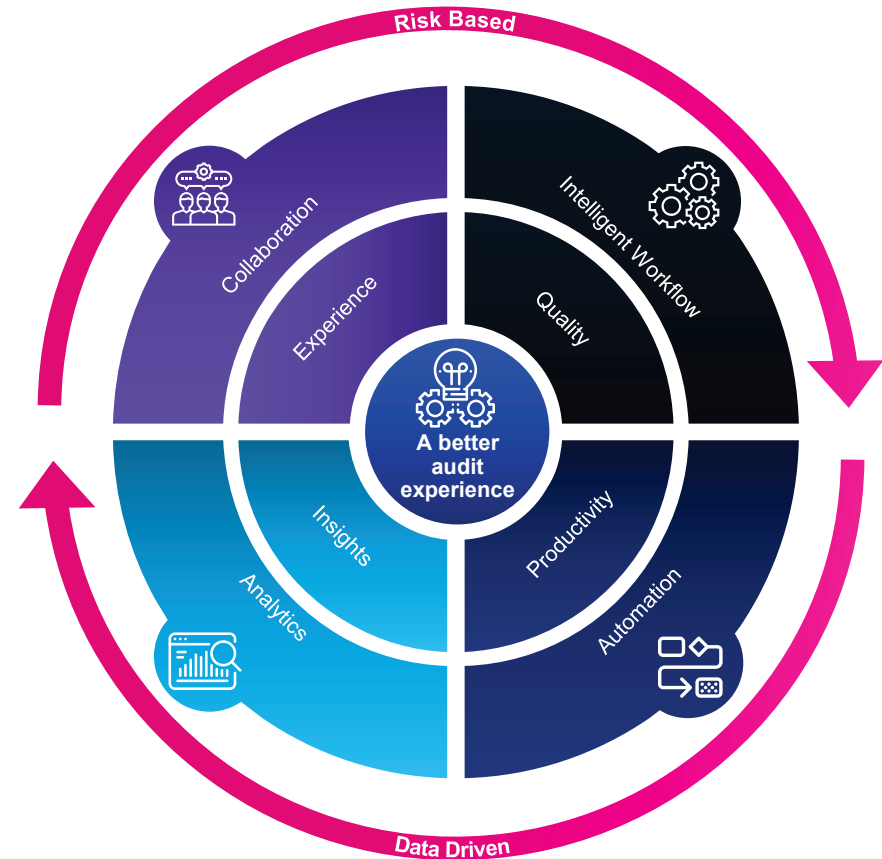 Risk Based
Collaboration
Intelligent Workflow
Experience
Quality
A better
audit
experience
Insights
Productivity
Analytics
Automation
Data Driven